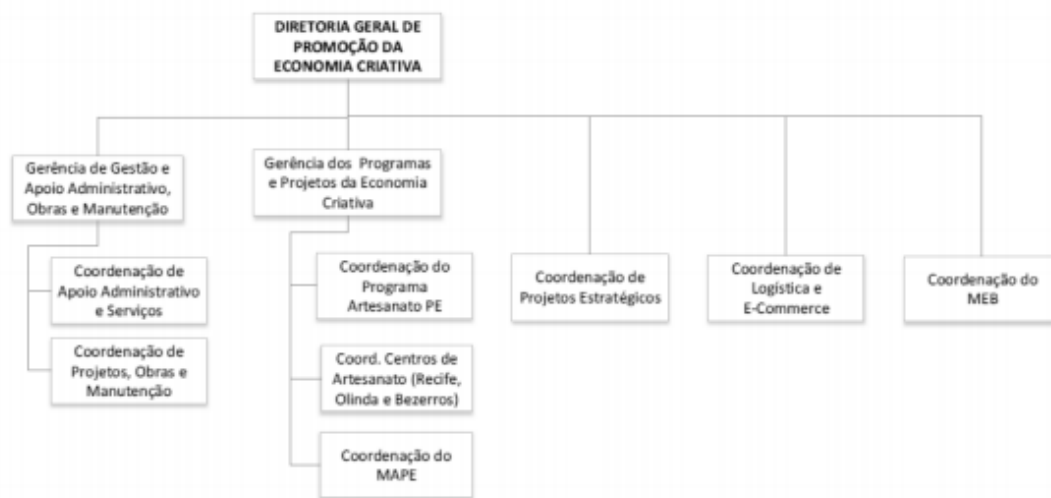 DIRETORIA GERAL DE
PROMOÇÃO DA
ECONOMIA CRIATIVA
Gerência de Gestão e
Apoio Administrativo,
Obras e Manutenção
Gerência dos Programas
e Projetos da Economia
Criativa
Coordenação de
Apoio Administrativo
e Serviços
Coordenação de
Projetos, Obras e
Manutenção
Coordenação do
Programa
Artesanato PE
Coord. Centros de
Artesanato (Recife,
Olinda e Bezerros)
Coordenação do
MAPE
Coordenação de
Projetos Estratégicos
Coordenação de
Logística e
E-Commerce
Coordenação do
MEB